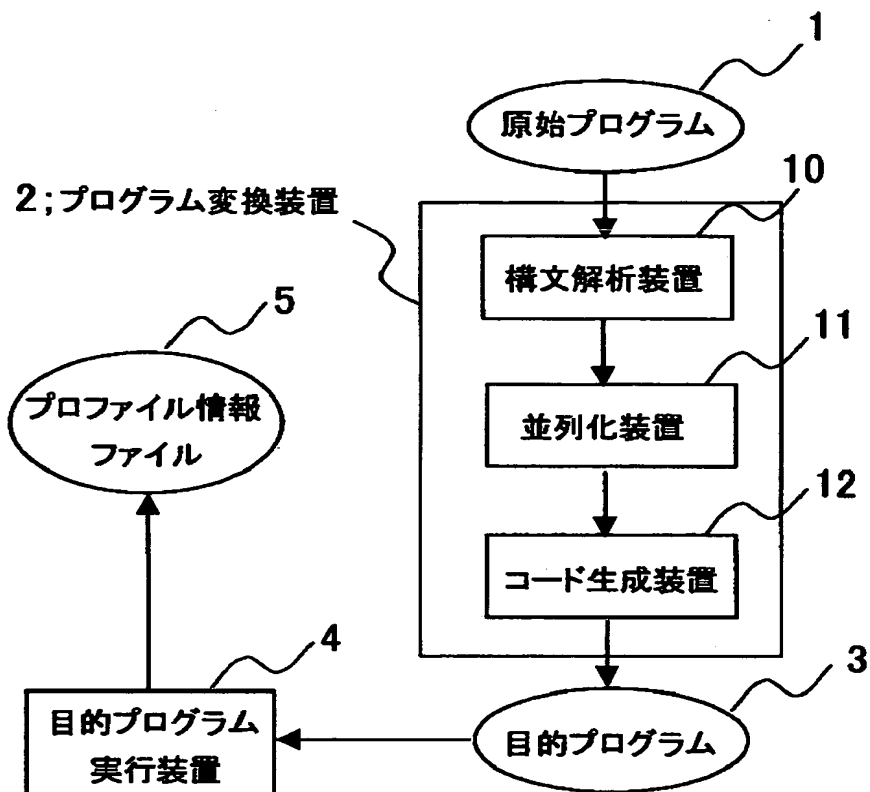 1
原始プログラム
2;プログラム変換装置
10
構文解析装置
5
11
プロファイル情報
ファイル
並列化装置
12
コード生成装置
4
3
目的プログラム
実行装置
目的プログラム